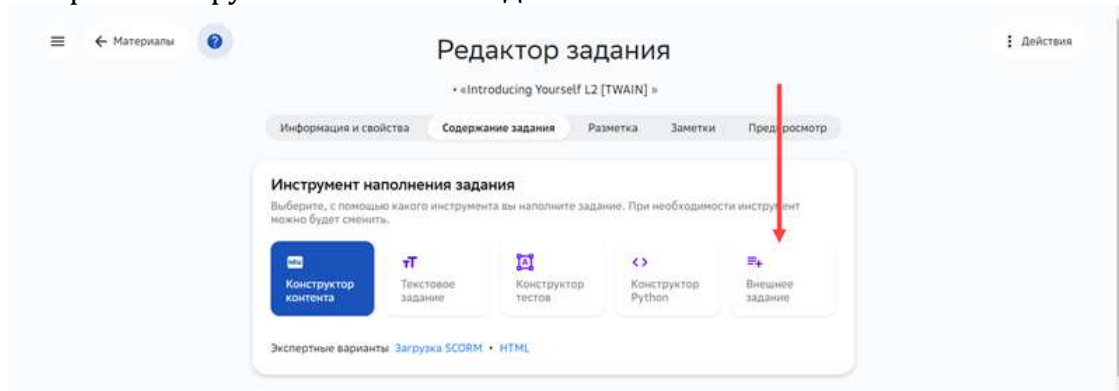 ← Материалы ? Действия
Редактор задания
• «Introducing Yourself L2 [TWAIN] »
Информация и свойства Содержание задания Разметка Заметки Предпросмотр
Инструмент наполнения задания
Выберите, с помощью какого инструмента вы наполните задание. При необходимости инструмент
можно будет сменить.
NEW
Конструктор
контента
Текстовое
задание
Конструктор
тестов
Конструктор
Python
Внешнее
задание
Экспертные варианты Загрузка SCORM • HTML